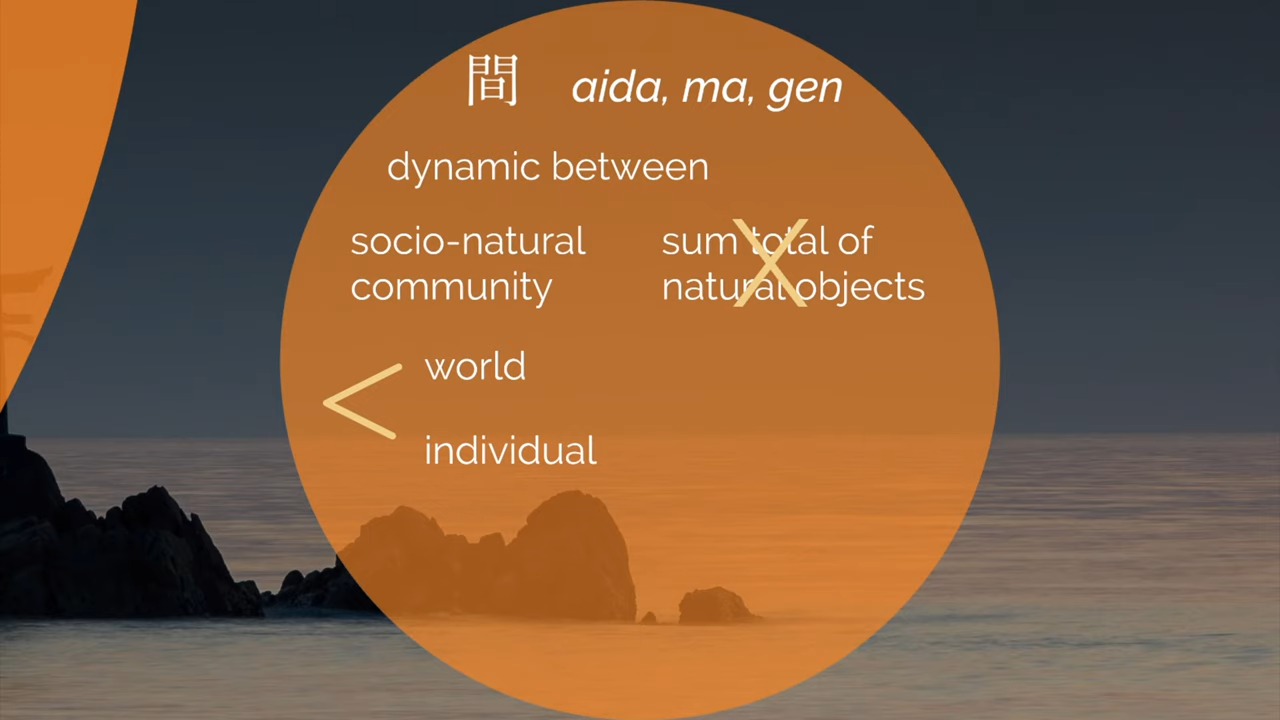 間 aida, ma, gen
dynamic between
socio-natural
community
sum total of
natural objects
world
individual